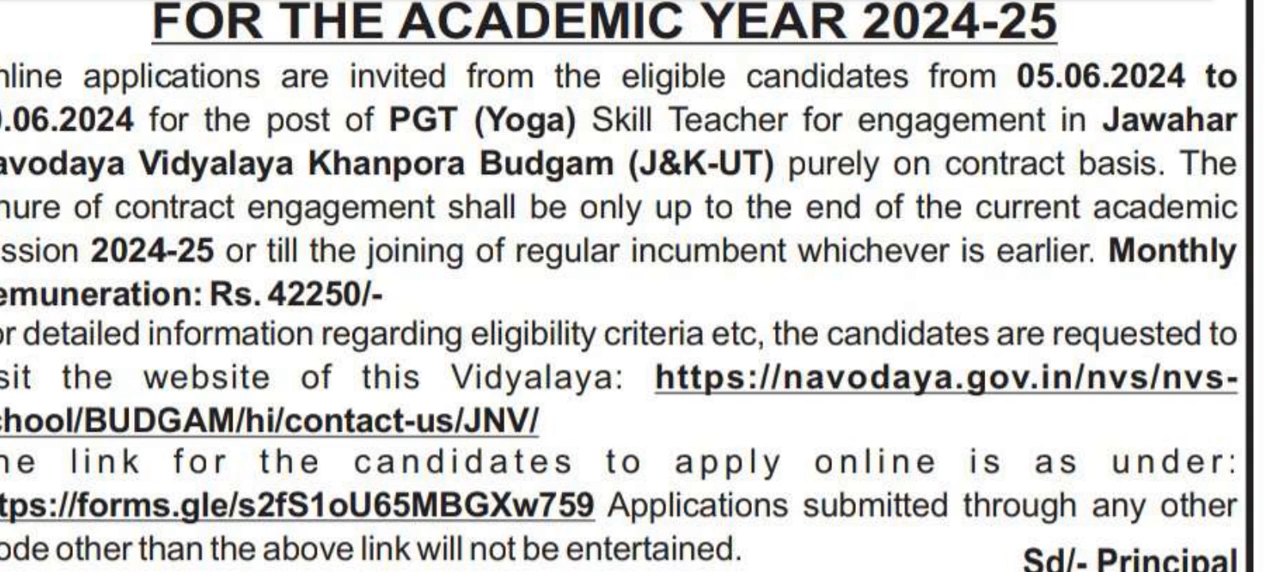 FOR THE ACADEMIC YEAR 2024-25
nline applications are invited from the eligible candidates from 05.06.2024 to
.06.2024 for the post of PGT (Yoga) Skill Teacher for engagement in Jawahar
avodaya Vidyalaya Khanpora Budgam (J&K-UT) purely on contract basis. The
nure of contract engagement shall be only up to the end of the current academic
ssion 2024-25 or till the joining of regular incumbent whichever is earlier. Monthly
emuneration: Rs. 42250/-
or detailed information regarding eligibility criteria etc, the candidates are requested to
sit the website of this Vidyalaya: https://navodaya.gov.in/nvs/nvs-
chool/BUDGAM/hi/contact-us/JNV/
he link for the candidates to apply online is as under:
tps://forms.gle/s2fS1oU65MBGXw759 Applications submitted through any other
ode other than the above link will not be entertained.
Sd/- Principal